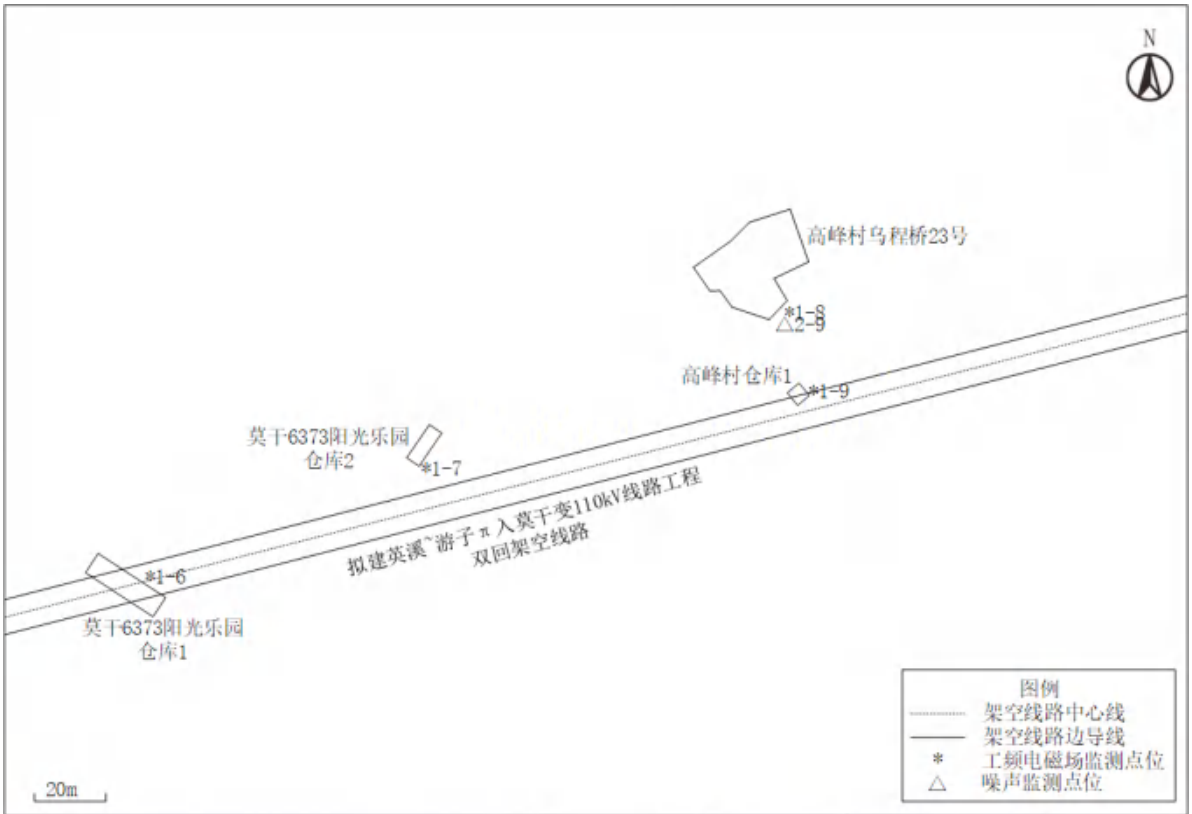 N
高峰村乌程桥23号
*1-8
△2-9
高峰村仓库1
*1-9
莫干6373阳光乐园
仓库2
*1-7
拟建英溪~游子π入莫干变110kV线路工程
双回架空线路
*1-6
莫干6373阳光乐园
仓库1
图例
架空线路中心线
架空线路边导线
* 工频电磁场监测点位
△ 噪声监测点位
20m